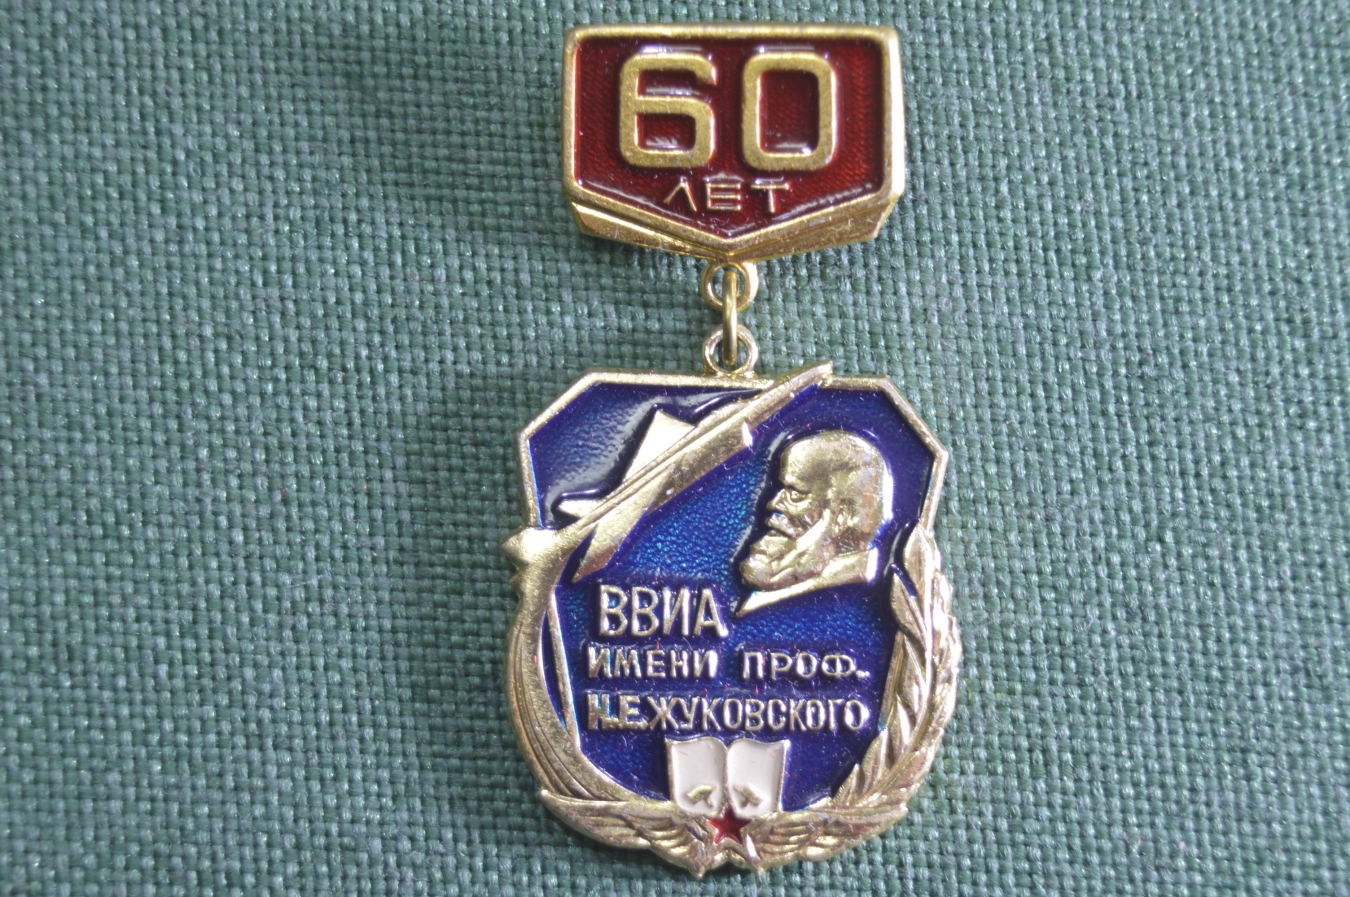 60
ЛЕТ
ВВИА
ИМЕНИ ПРОФ.
Н.Е.ЖУКОВСКОГО